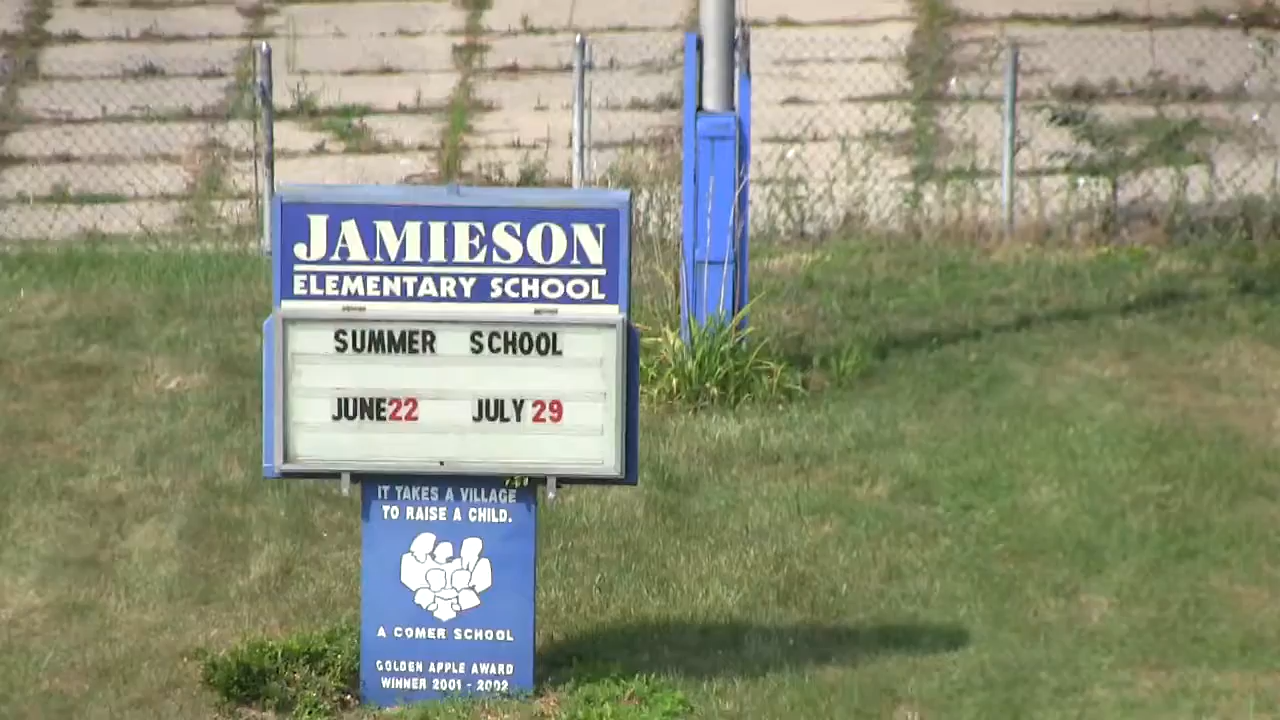 JAMIESON
ELEMENTARY SCHOOL
SUMMER SCHOOL
JUNE22 JULY 29
IT TAKES A VILLAGE
TO RAISE A CHILD.
A COMER SCHOOL
GOLDEN APPLE AWARD
WINNER 2001 - 2002